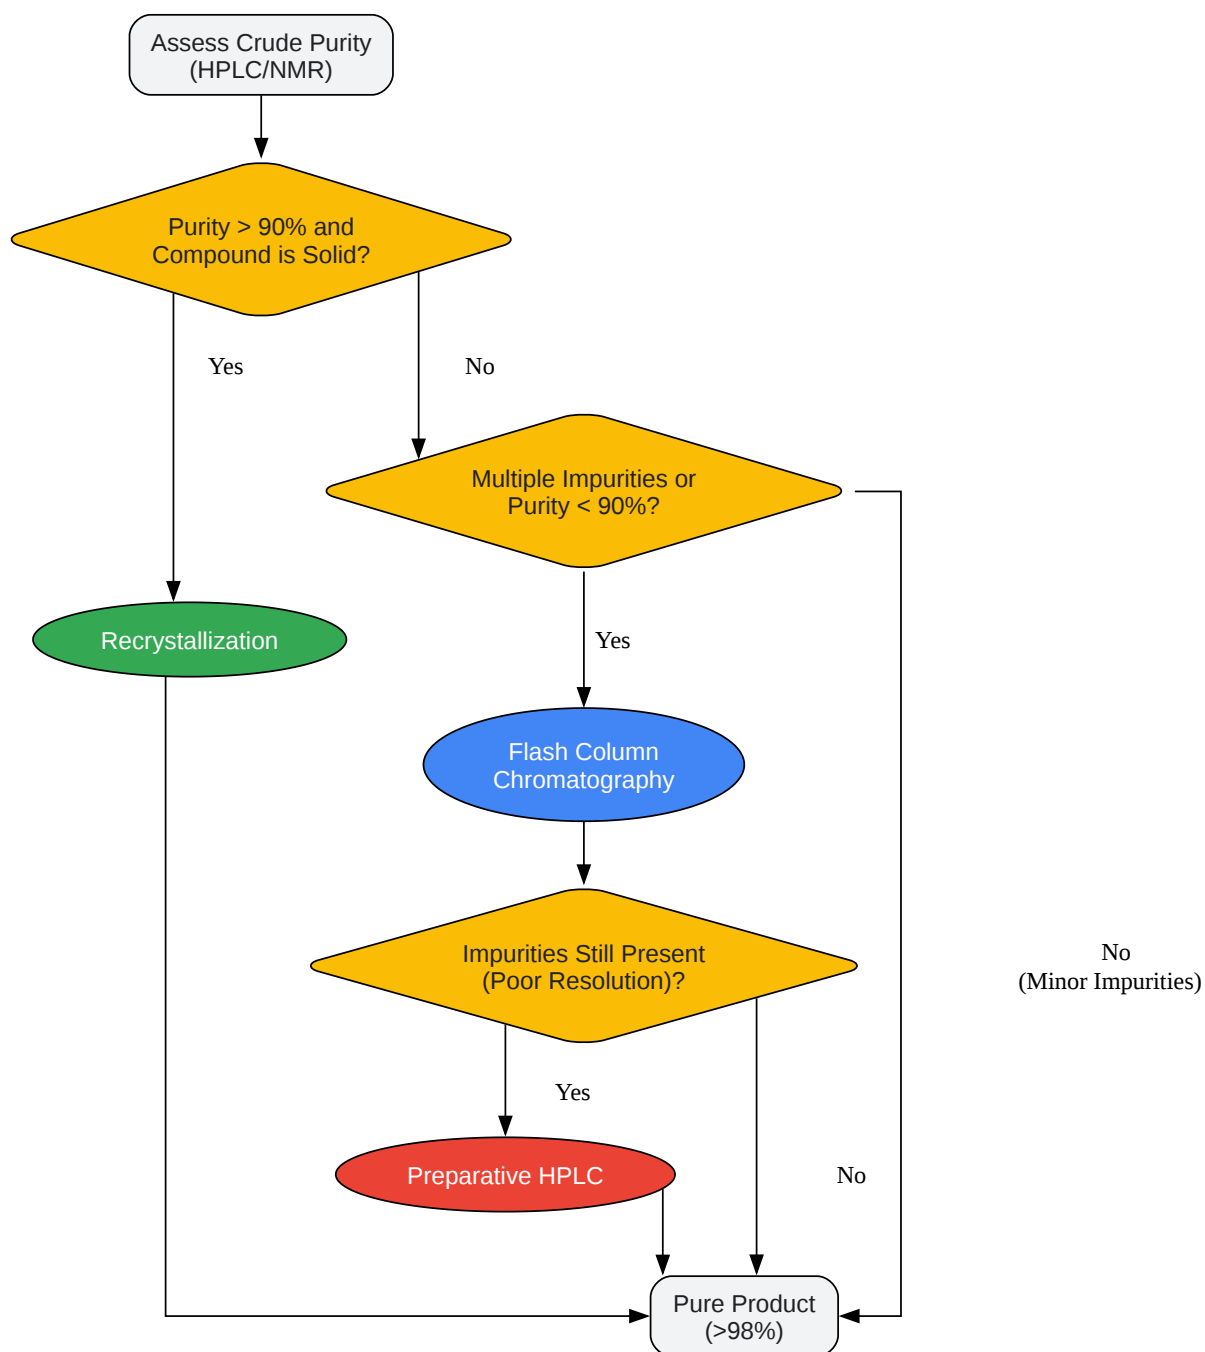 Assess Crude Purity
(HPLC/NMR)
Purity > 90% and
Compound is Solid?
Yes
No
Multiple Impurities or
Purity < 90%?
Recrystallization
Yes
Flash Column
Chromatography
Impurities Still Present
(Poor Resolution)?
No
(Minor Impurities)
Yes
Preparative HPLC
No
Pure Product
(>98%)